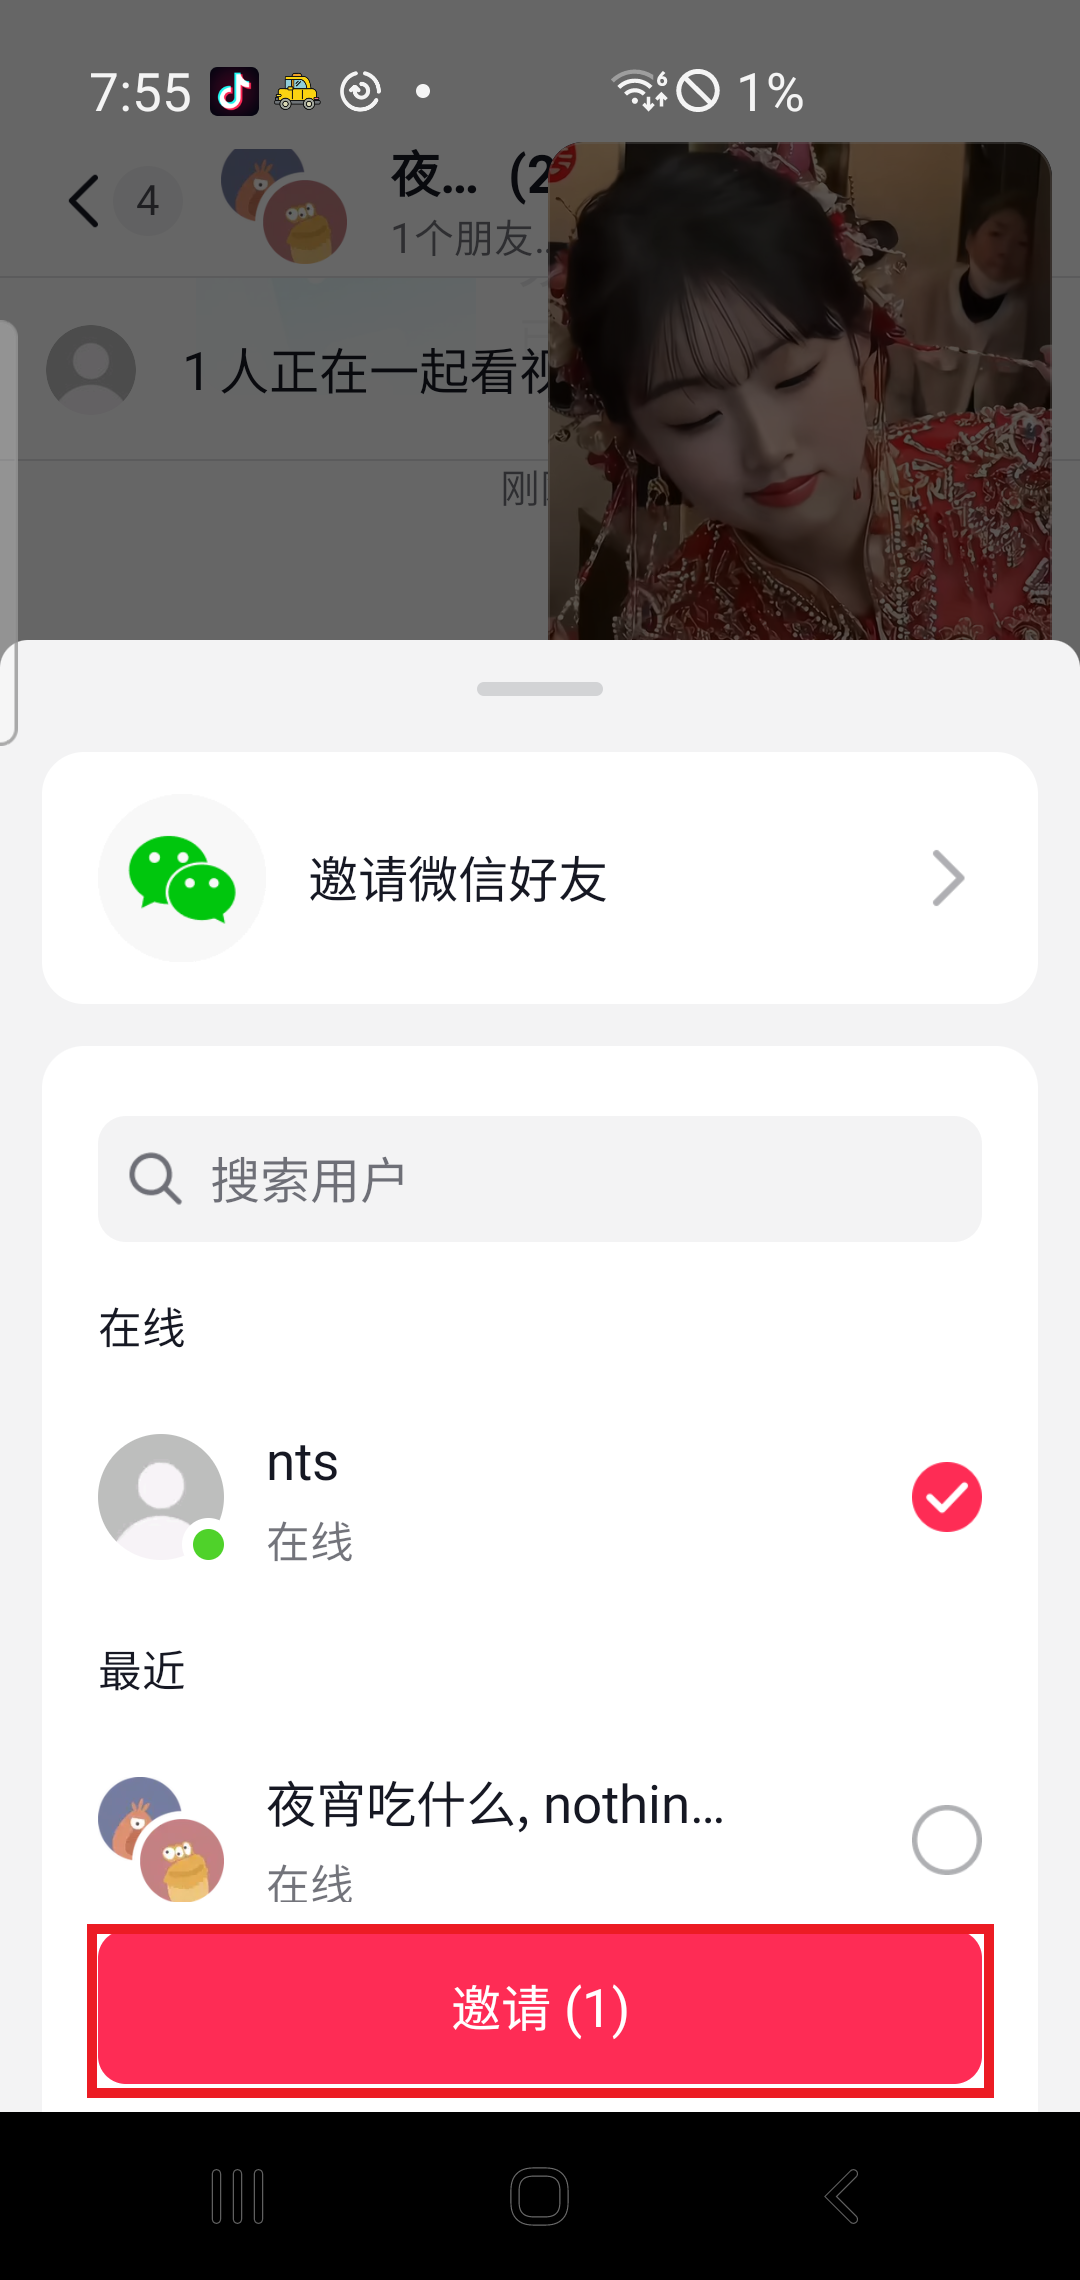 7:55 1%
4 夜... (2
1个朋友...
1人正在一起看视
刚
邀请微信好友
搜索用户
在线
nts
在线
最近
夜宵吃什么, nothin...
在线
邀请 (1)